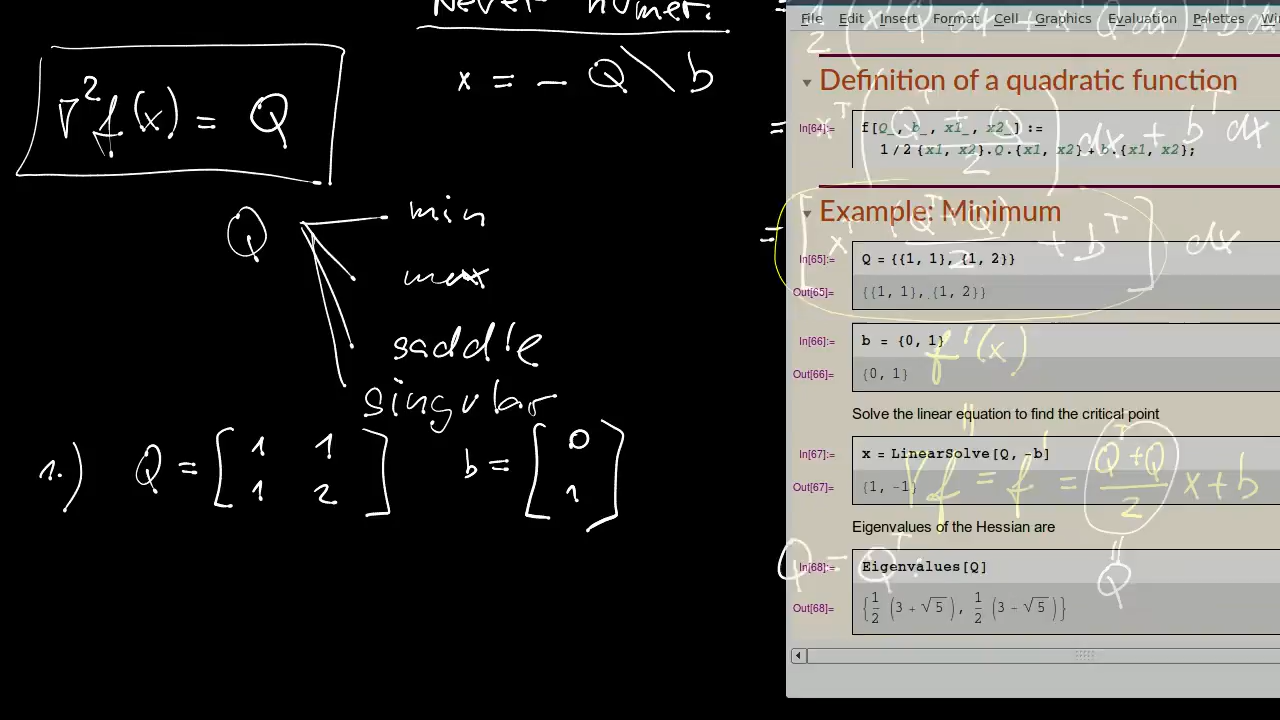 Never numer.
x = - Q \ b
∇²f(x) = Q
Q
min
max
saddle
singular
1.) Q = [1 1; 1 2] b = [0; 1]
File Edit Insert Format Cell Graphics Evaluation Palettes
Definition of a quadratic function
In[64]:= f[Q_, b_, x1_, x2_] :=
1/2 {x1, x2}.Q.{x1, x2} + b.{x1, x2};
Example: Minimum
In[65]:= Q = {{1, 1}, {1, 2}}
Out[65]= {{1, 1}, {1, 2}}
In[66]:= b = {0, 1}
Out[66]= {0, 1}
Solve the linear equation to find the critical point
In[67]:= x = LinearSolve[Q, -b]
Out[67]= {1, -1}
Eigenvalues of the Hessian are
In[68]:= Eigenvalues[Q]
Out[68]= {1/2 (3 + √5), 1/2 (3 - √5)}
= x^T (Q^T + Q)/2 dx + b^T dx
= [x^T (Q^T + Q)/2 + b^T] dx
f'(x)
∇f = f' = (Q^T + Q)/2 x + b
Q = Q^T :
Q